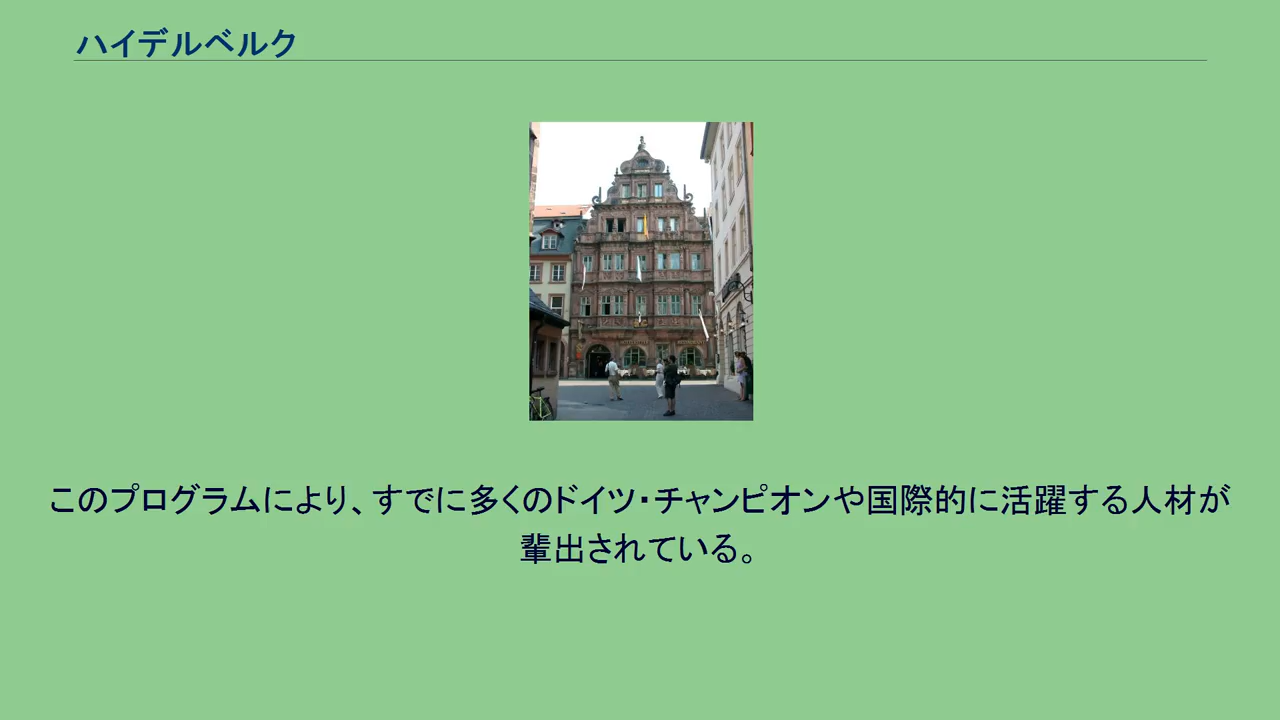 ハイデルベルク
このプログラムにより、すでに多くのドイツ・チャンピオンや国際的に活躍する人材が
輩出されている。